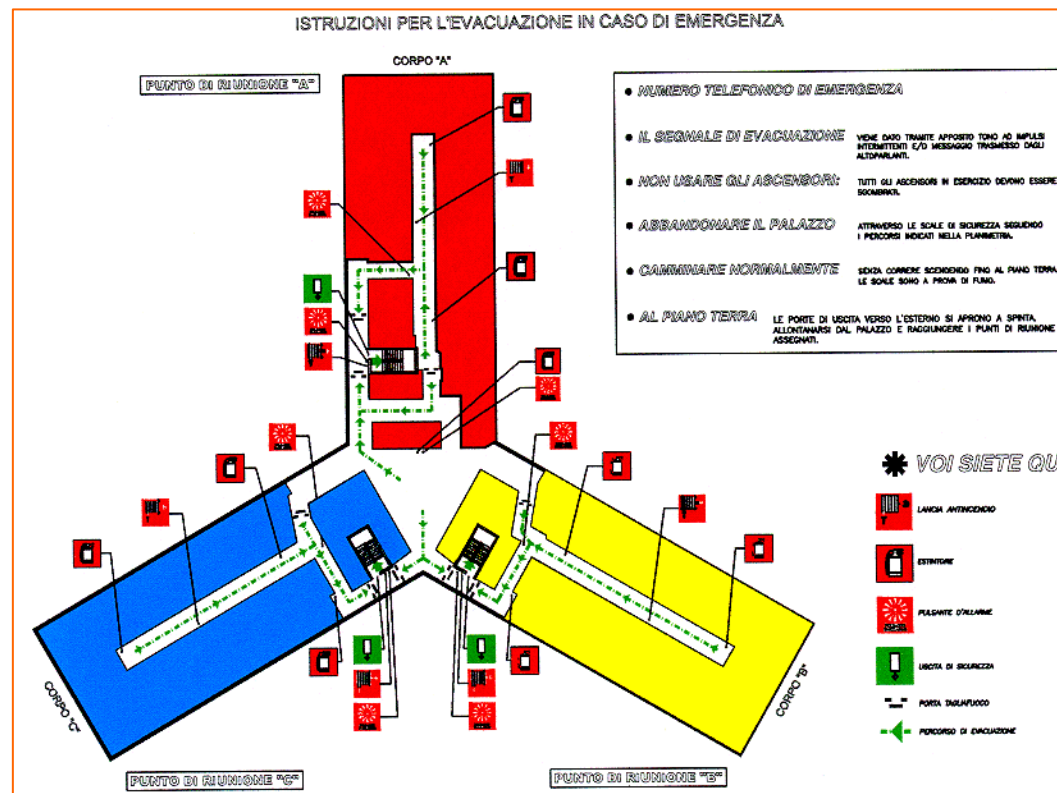 ISTRUZIONI PER L'EVACUAZIONE IN CASO DI EMERGENZA
CORPO "A"
PUNTO DI RIUNIONE "A"
• NUMERO TELEFONICO DI EMERGENZA
• IL SEGNALE DI EVACUAZIONE VIENE DATO TRAMITE APPOSITO TONO AD IMPULSI
INTERMITTENTI E/O MESSAGGIO TRASMESSO DAGLI
ALTOPARLANTI.
• NON USARE GLI ASCENSORI: TUTTI GLI ASCENSORI IN ESERCIZIO DEVONO ESSERE
SGOMBRATI.
• ABBANDONARE IL PALAZZO ATTRAVERSO LE SCALE DI SICUREZZA SEGUENDO
I PERCORSI INDICATI NELLA PLANIMETRIA.
• CAMMINARE NORMALMENTE SENZA CORRERE SCENDENDO FINO AL PIANO TERRA
LE SCALE SONO A PROVA DI FUMO.
• AL PIANO TERRA LE PORTE DI USCITA VERSO L'ESTERNO SI APRONO A SPINTA.
ALLONTANARSI DAL PALAZZO E RAGGIUNGERE I PUNTI DI RIUNIONE
ASSEGNATI.
VOI SIETE QU
LANCIA ANTINCENDIO
ESTINTORE
PULSANTE D'ALLARME
USCITA DI SICUREZZA
PORTA TAGLIAFUOCO
PERCORSO DI EVACUAZIONE
CORPO "C"
CORPO "B"
PUNTO DI RIUNIONE "C"
PUNTO DI RIUNIONE "B"